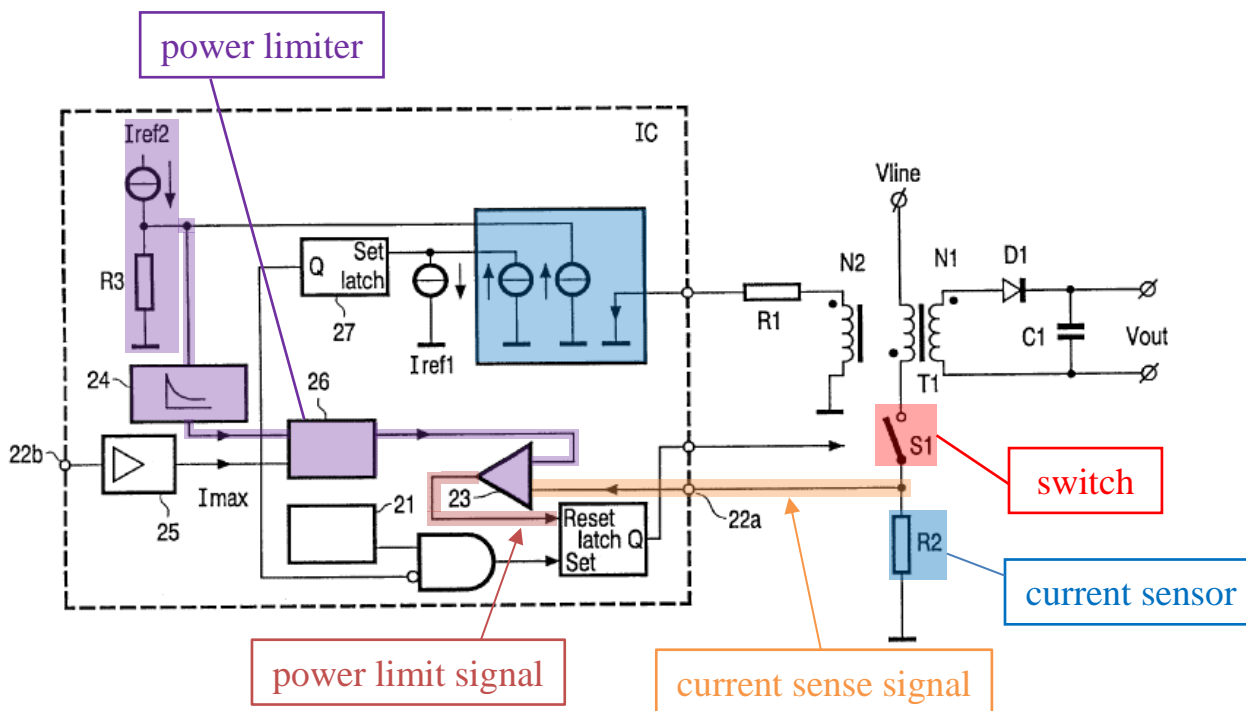 power limiter
Iref2
IC
Vline
R3
Q
Set
latch
27
Iref1
R1
N2
N1
D1
C1
Vout
T1
24
26
S1
switch
22b
Imax
25
23
21
22a
Reset
latch Q
Set
R2
current sensor
power limit signal
current sense signal